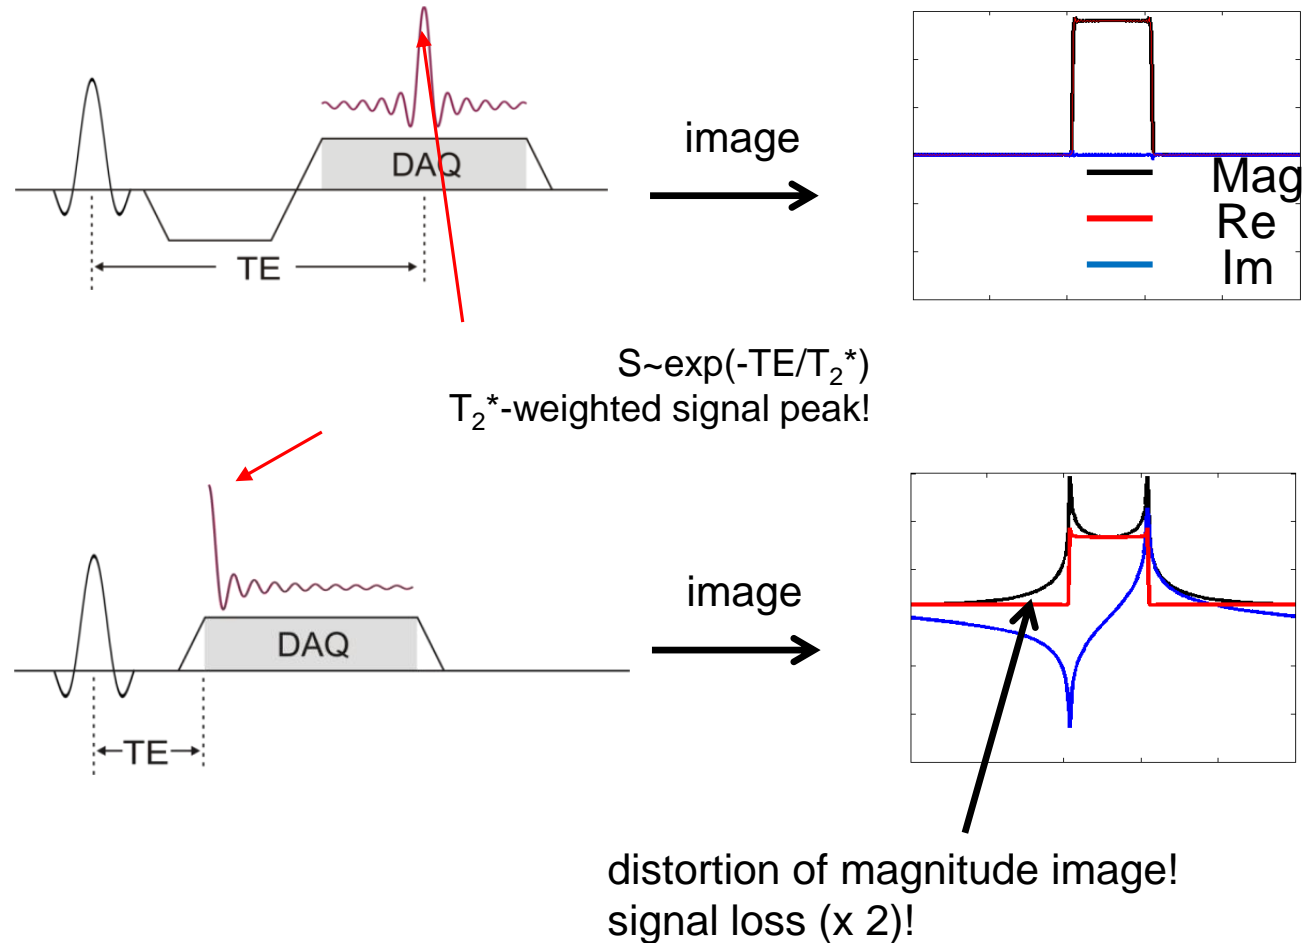 DAQ
TE
image
Mag
Re
Im
S~exp(-TE/T₂*)
T₂*-weighted signal peak!
DAQ
TE
image
distortion of magnitude image!
signal loss (x 2)!